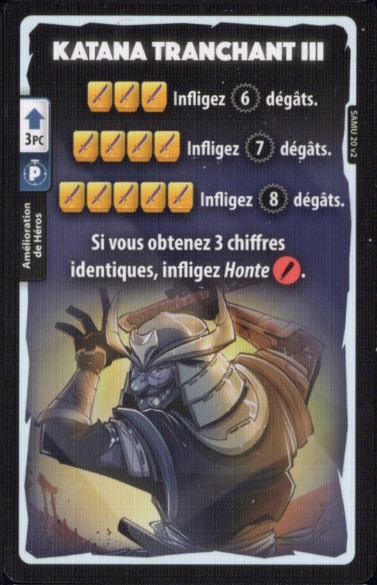 KATANA TRANCHANT III
Infligez 6 dégâts.
Infligez 7 dégâts.
Infligez 8 dégâts.
Si vous obtenez 3 chiffres
identiques, infligez Honte.
3PC
P
Amélioration
de Héros
SAMU 20 v2